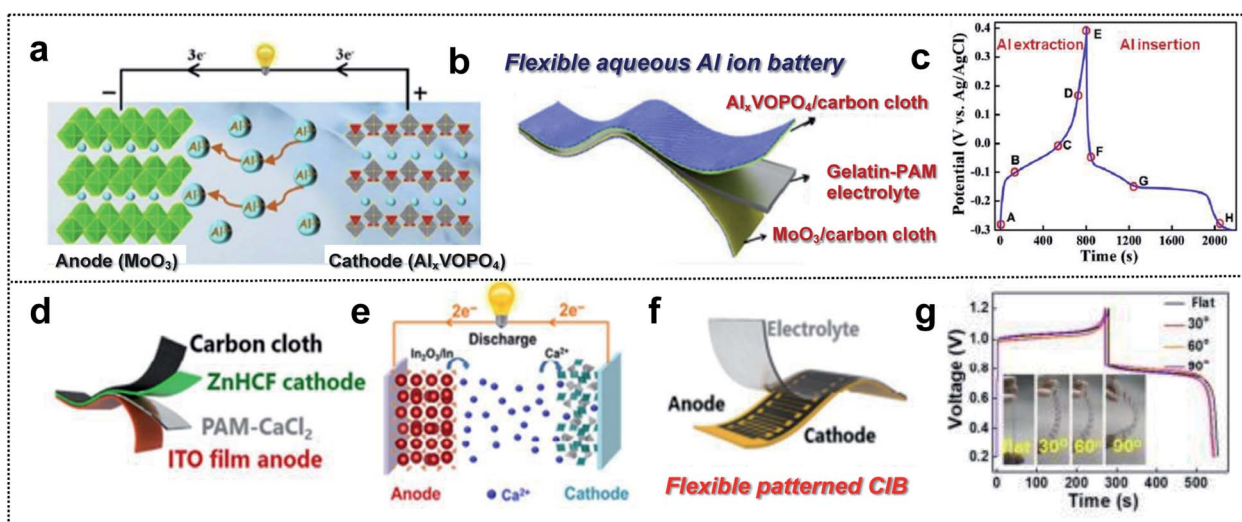 a
3e⁻
3e⁻
−
+
Al³⁺
Al³⁺
Al³⁺
Al³⁺
Al³⁺
Al³⁺
Al³⁺
Al³⁺
Al³⁺
Anode (MoO₃)
Cathode (AlₓVOPO₄)
b
Flexible aqueous Al ion battery
AlₓVOPO₄/carbon cloth
Gelatin-PAM
electrolyte
MoO₃/carbon cloth
c
Potential (V vs. Ag/AgCl)
0.4
0.3
0.2
0.1
0.0
-0.1
-0.2
-0.3
Al extraction
Al insertion
A
B
C
D
E
F
G
H
0
400
800
1200
1600
2000
Time (s)
d
Carbon cloth
ZnHCF cathode
PAM-CaCl₂
ITO film anode
e
2e⁻
2e⁻
Discharge
In₂O₃/In
Ca²⁺
Anode
Ca²⁺
Cathode
f
Electrolyte
Anode
Cathode
Flexible patterned CIB
g
Voltage (V)
1.2
1.0
0.8
0.6
0.4
0.2
Flat
30°
60°
90°
flat
30°
60°
90°
0
100
200
300
400
500
Time (s)